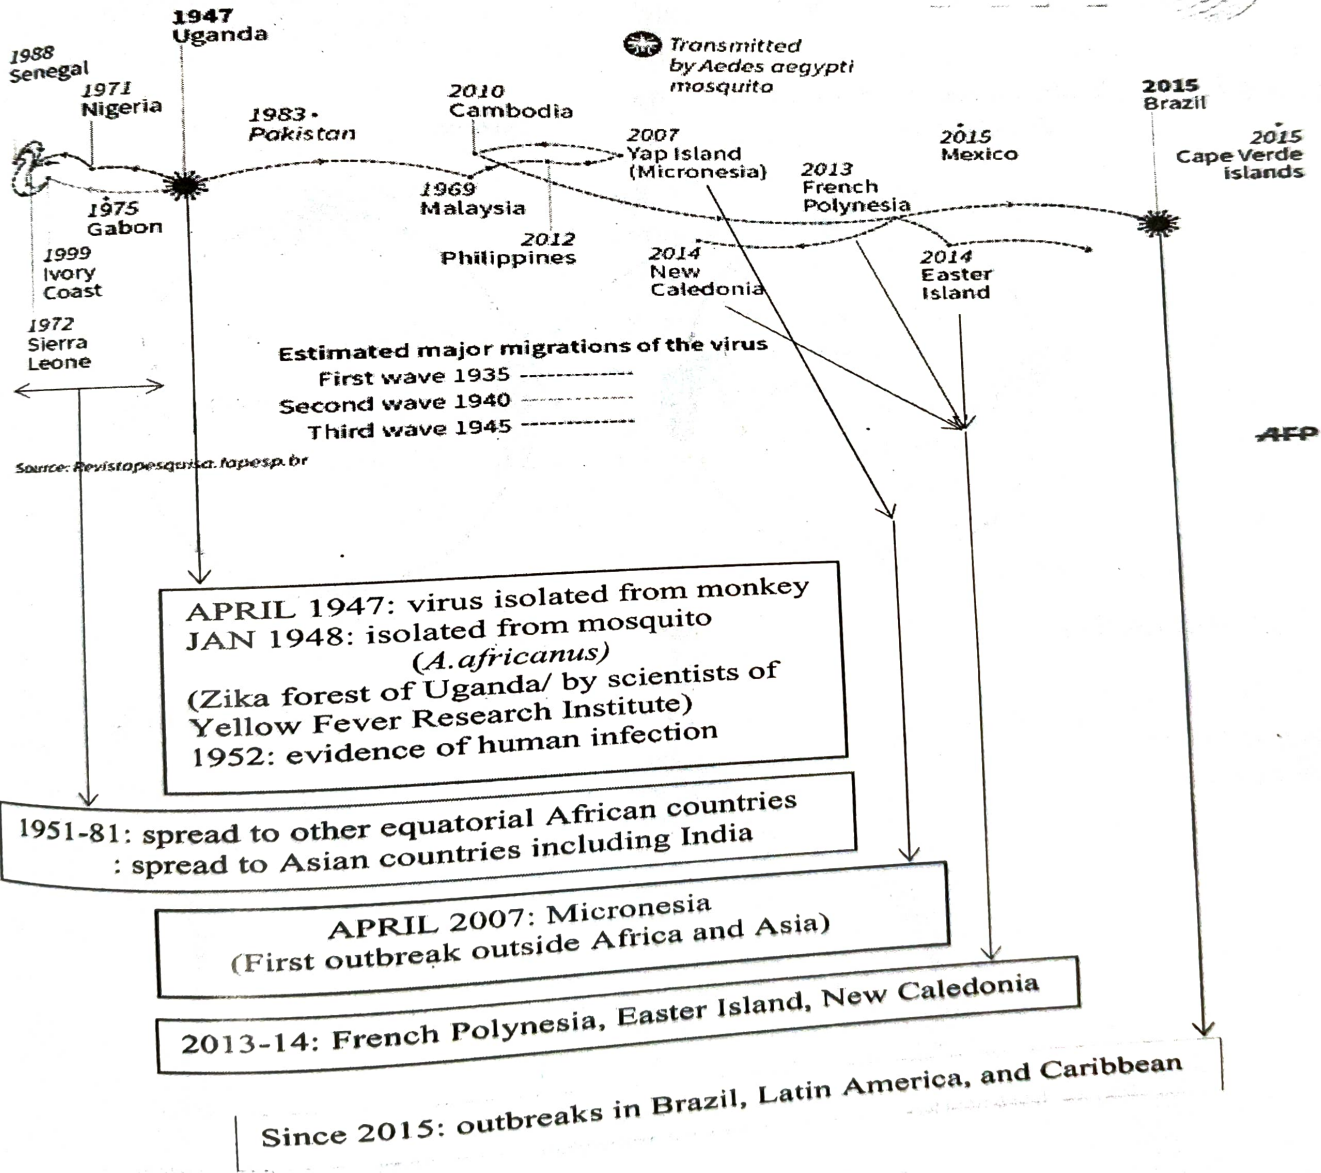 1947
Uganda
1988
Senegal
1971
Nigeria
1983
Pakistan
2010
Cambodia
Transmitted
by Aedes aegypti
mosquito
2007
Yap Island
(Micronesia)
2015
Mexico
2015
Brazil
2015
Cape Verde
islands
2013
French
Polynesia
1969
Malaysia
1975
Gabon
2012
Philippines
2014
New
Caledonia
2014
Easter
Island
1999
Ivory
Coast
1972
Sierra
Leone
Estimated major migrations of the virus
First wave 1935
Second wave 1940
Third wave 1945
Source: Revistapesquisa.fapesp.br
AFP
APRIL 1947: virus isolated from monkey
JAN 1948: isolated from mosquito
(A.africanus)
(Zika forest of Uganda/ by scientists of
Yellow Fever Research Institute)
1952: evidence of human infection
1951-81: spread to other equatorial African countries
: spread to Asian countries including India
APRIL 2007: Micronesia
(First outbreak outside Africa and Asia)
2013-14: French Polynesia, Easter Island, New Caledonia
Since 2015: outbreaks in Brazil, Latin America, and Caribbean